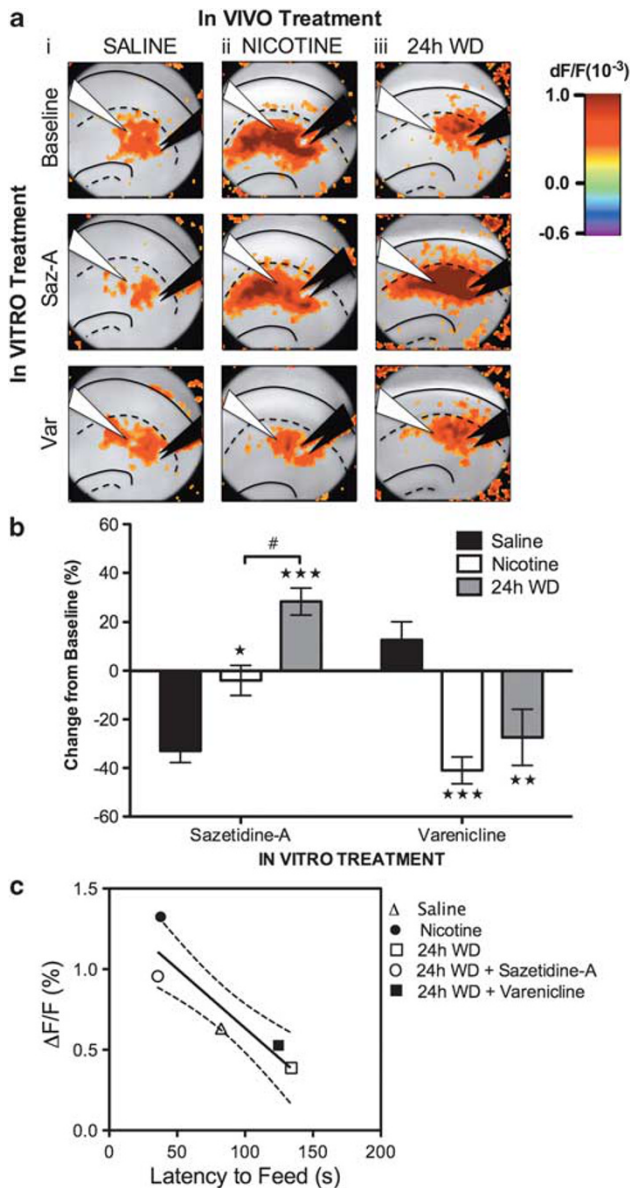 a
In VIVO Treatment
i SALINE ii NICOTINE iii 24h WD
dF/F(10-3)
1.0
0.0
-0.6
In VITRO Treatment
Baseline
Saz-A
Var
b
60
40
20
0
-20
-40
-60
Change from Baseline (%)
#
★★★
★
★★★
★★
Saline
Nicotine
24h WD
Sazetidine-A Varenicline
IN VITRO TREATMENT
c
1.5
1.0
0.5
0.0
ΔF/F (%)
0 50 100 150 200
Latency to Feed (s)
Saline
Nicotine
24h WD
24h WD + Sazetidine-A
24h WD + Varenicline